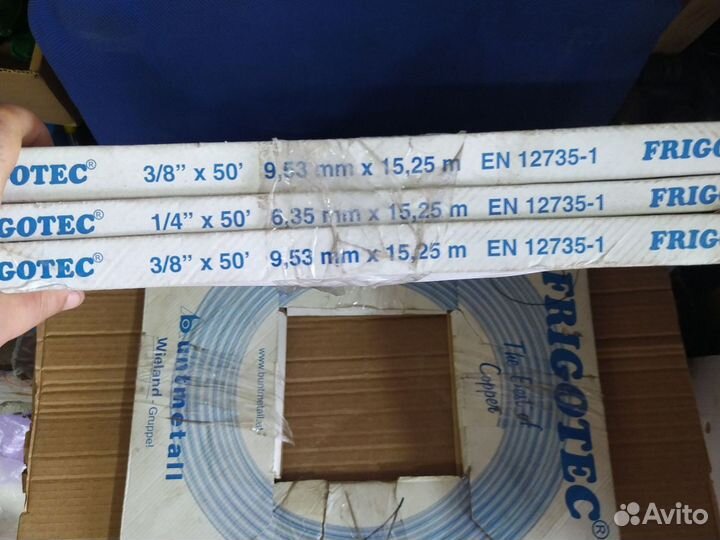 GOTEC® 3/8” x 50’ 9,53 mm x 15,25 m EN 12735-1 FRIGO
GOTEC® 1/4” x 50’ 6,35 mm x 15,25 m EN 12735-1 FRIG
GOTEC® 3/8” x 50’ 9,53 mm x 15,25 m EN 12735-1 FRIG
buntmetall
Wieland - Gruppe!
www.buntmetall.at
The Best of
Copper
FRIGOTEC®
Avito